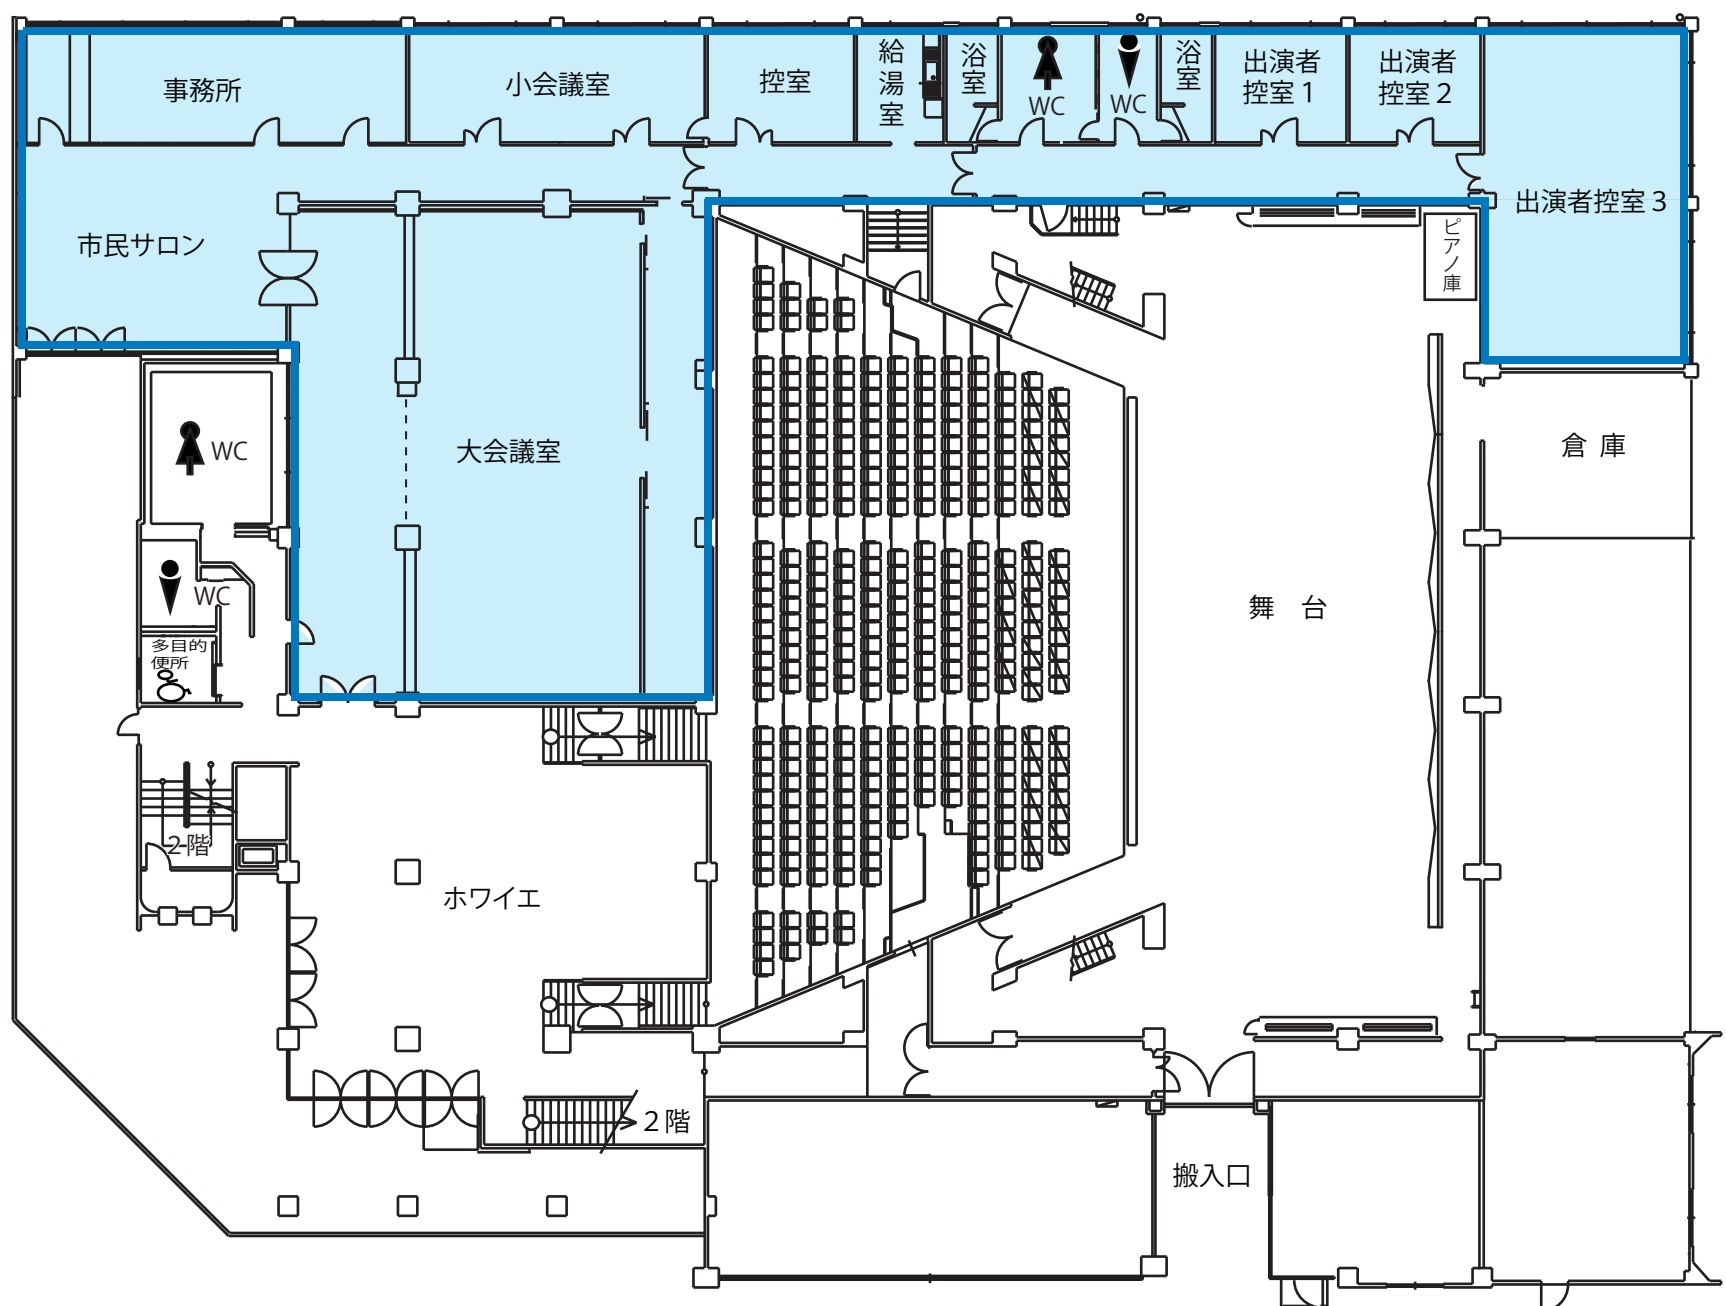 事務所
小会議室
控室
給湯室
浴室
WC
WC
浴室
出演者
控室1
出演者
控室2
出演者控室3
市民サロン
ピアノ庫
大会議室
WC
倉庫
WC
舞台
多目的
便所
2階
ホワイエ
2階
搬入口